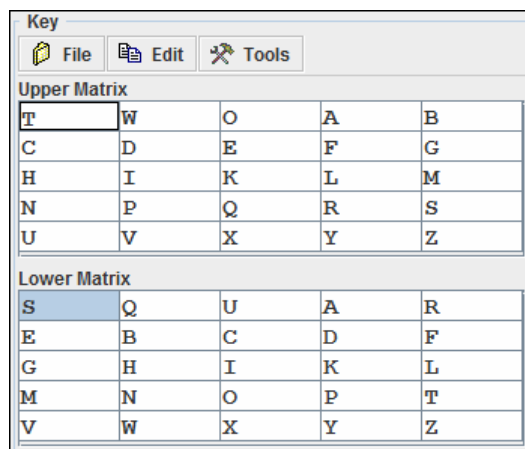 Key
File Edit Tools
Upper Matrix
T W O A B
C D E F G
H I K L M
N P Q R S
U V X Y Z
Lower Matrix
S Q U A R
E B C D F
G H I K L
M N O P T
V W X Y Z